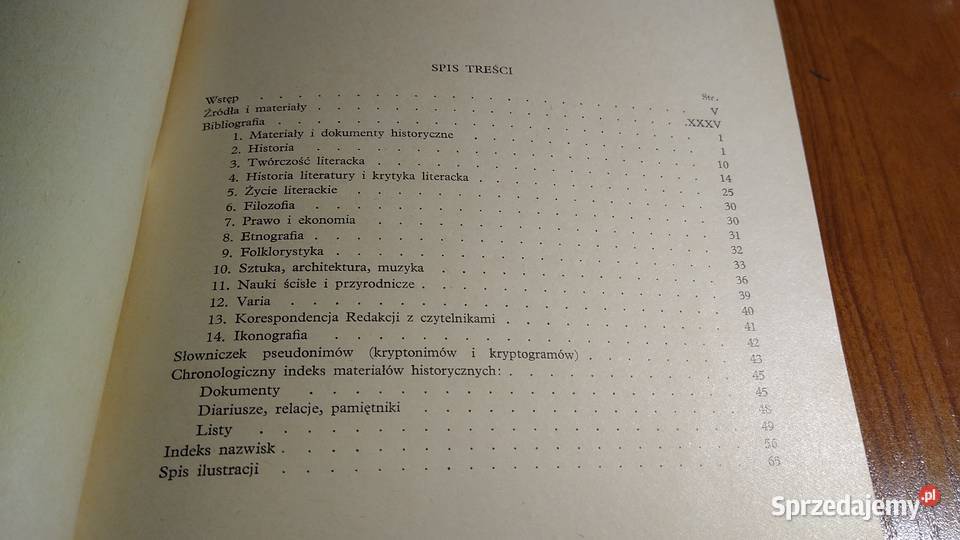 SPIS TREŚCI
Str.
Wstęp . . . . . . . . . . . . . . . . V
Źródła i materiały . . . . . . . . . . . . . . XXXV
Bibliografia . . . . . . . . . . . . . . . . 1
1. Materiały i dokumenty historyczne . . . . . . . . . 1
2. Historia . . . . . . . . . . . . . . . 10
3. Twórczość literacka . . . . . . . . . . . . 14
4. Historia literatury i krytyka literacka . . . . . . . . 25
5. Życie literackie . . . . . . . . . . . . . 30
6. Filozofia . . . . . . . . . . . . . . . 30
7. Prawo i ekonomia . . . . . . . . . . . . 31
8. Etnografia . . . . . . . . . . . . . . . 32
9. Folklorystyka . . . . . . . . . . . . . . 33
10. Sztuka, architektura, muzyka . . . . . . . . . . 36
11. Nauki ścisłe i przyrodnicze . . . . . . . . . . . 39
12. Varia . . . . . . . . . . . . . . . . 40
13. Korespondencja Redakcji z czytelnikami . . . . . . . . 41
14. Ikonografia . . . . . . . . . . . . . . 42
Słowniczek pseudonimów (kryptonimów i kryptogramów) . . . . . . 43
Chronologiczny indeks materiałów historycznych: . . . . . . . . 45
Dokumenty . . . . . . . . . . . . . . . 45
Diariusze, relacje, pamiętniki . . . . . . . . . . . 48
Listy . . . . . . . . . . . . . . . . . 49
Indeks nazwisk . . . . . . . . . . . . . . . . 56
Spis ilustracji . . . . . . . . . . . . . . . . 65
Sprzedajemy.pl